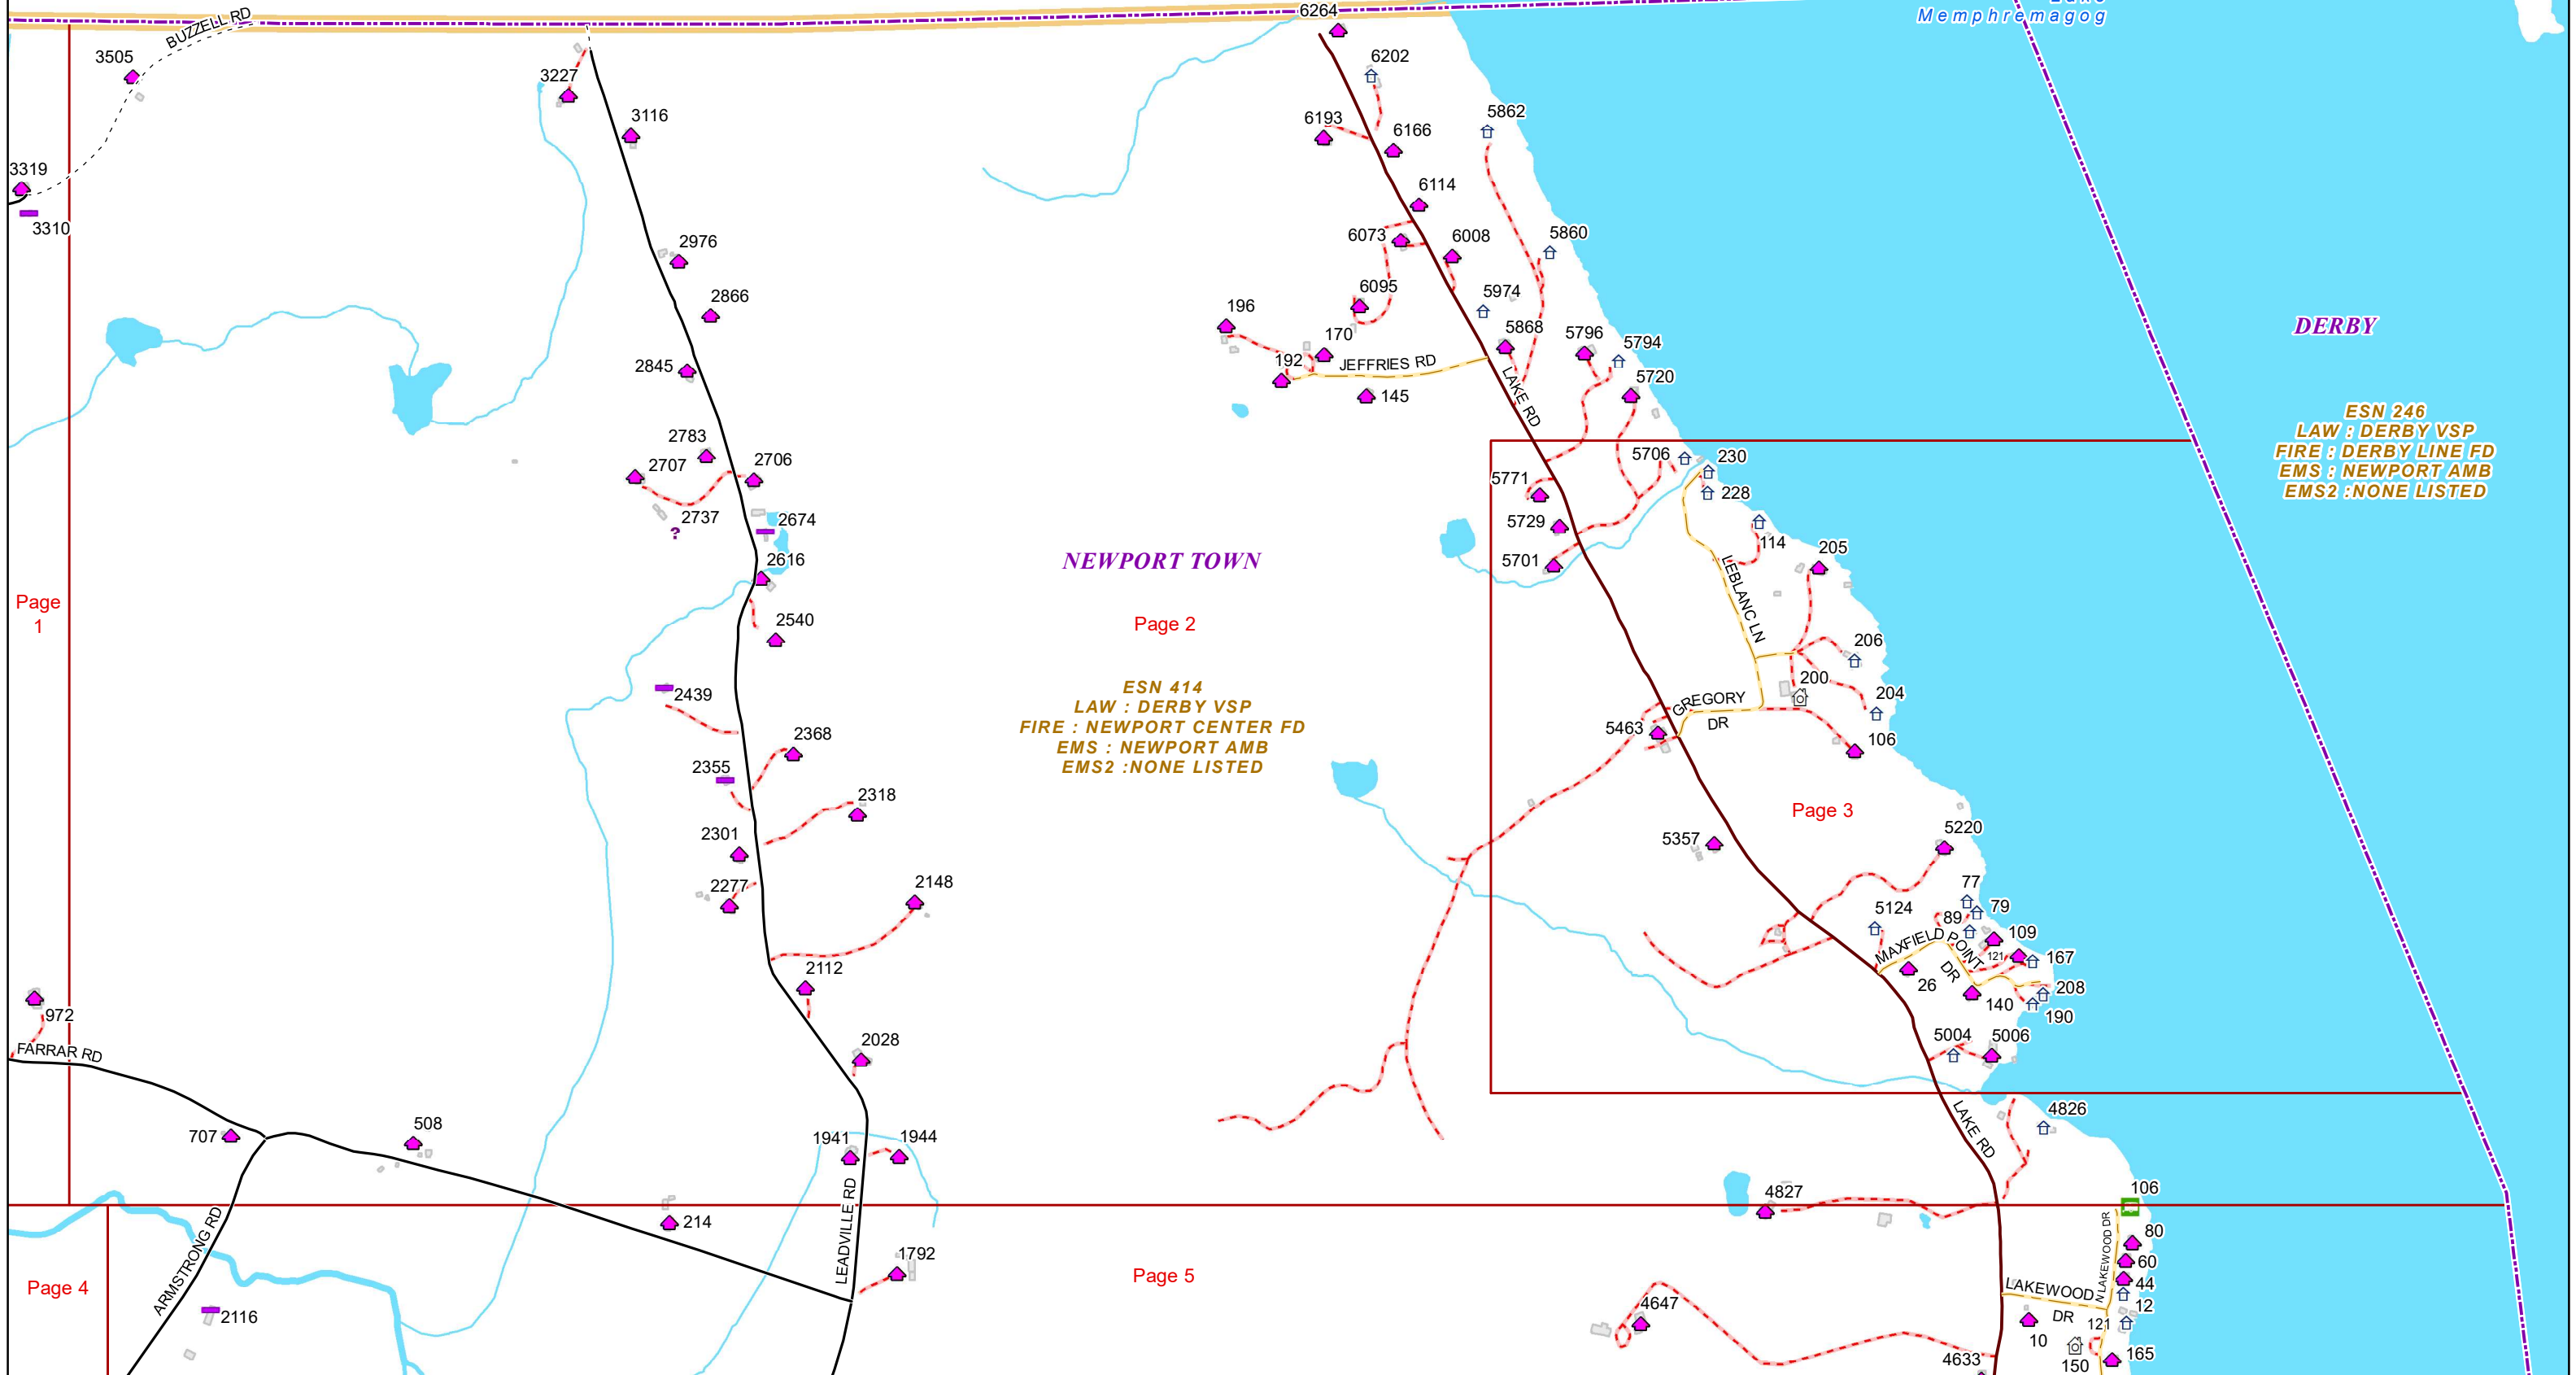 BUZZELL RD
6264
Lake
Memphremagog
3505
3227
6202
3116
5862
6193
6166
3319
3310
6114
2976
6073
6008
5860
6095
5974
2866
196
170
5868
5796
5794
DERBY
2845
192
JEFFRIES RD
5720
145
LAKE RD
ESN 246
LAW : DERBY VSP
FIRE : DERBY LINE FD
EMS : NEWPORT AMB
EMS2 :NONE LISTED
2783
2707
2706
5706
230
5771
228
2737
2674
5729
114
205
2616
NEWPORT TOWN
5701
LEBLANC LN
Page
1
2540
Page 2
206
2439
ESN 414
LAW : DERBY VSP
FIRE : NEWPORT CENTER FD
EMS : NEWPORT AMB
EMS2 :NONE LISTED
200
204
GREGORY
DR
5463
106
2368
2355
2318
Page 3
2301
5357
5220
2277
2148
77
79
5124
89
109
MAXFIELD POINT
DR
121
167
2112
26
140
208
190
972
2028
5004
5006
FARRAR RD
707
508
1941
1944
LAKE RD
4826
214
4827
106
LEADVILLE RD
ARMSTRONG RD
1792
N LAKEWOOD DR
80
60
44
Page 4
Page 5
LAKEWOOD
DR
12
2116
4647
121
10
150
165
4633
?